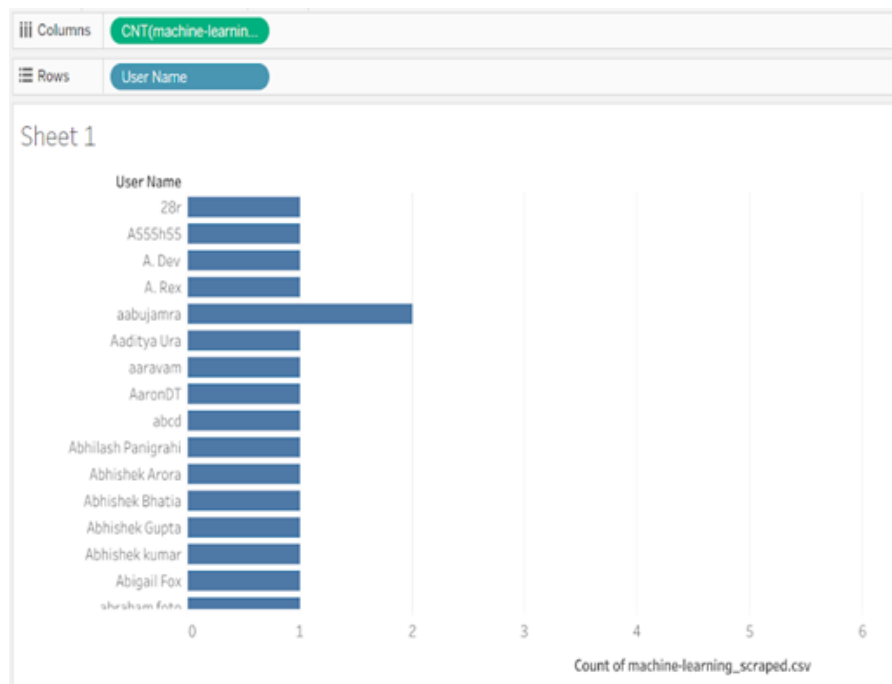 Columns CNT(machine-learnin...
Rows User Name
Sheet 1
User Name
28r
A555h55
A. Dev
A. Rex
aabujamra
Aaditya Ura
aaravam
AaronDT
abcd
Abhilash Panigrahi
Abhishek Arora
Abhishek Bhatia
Abhishek Gupta
Abhishek kumar
Abigail Fox
abraham foto
0 1 2 3 4 5 6
Count of machine-learning_scraped.csv